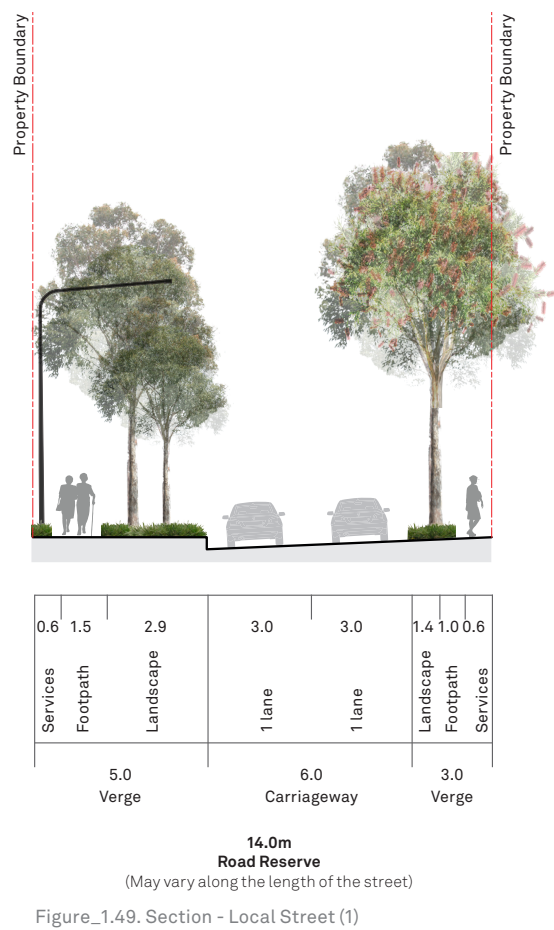 Property Boundary
Property Boundary
0.6 1.5 2.9 3.0 3.0 1.4 1.0 0.6
Services
Footpath
Landscape
1 lane
1 lane
Landscape
Footpath
Services
5.0 6.0 3.0
Verge Carriageway Verge
14.0m
Road Reserve
(May vary along the length of the street)
Figure_1.49. Section - Local Street (1)